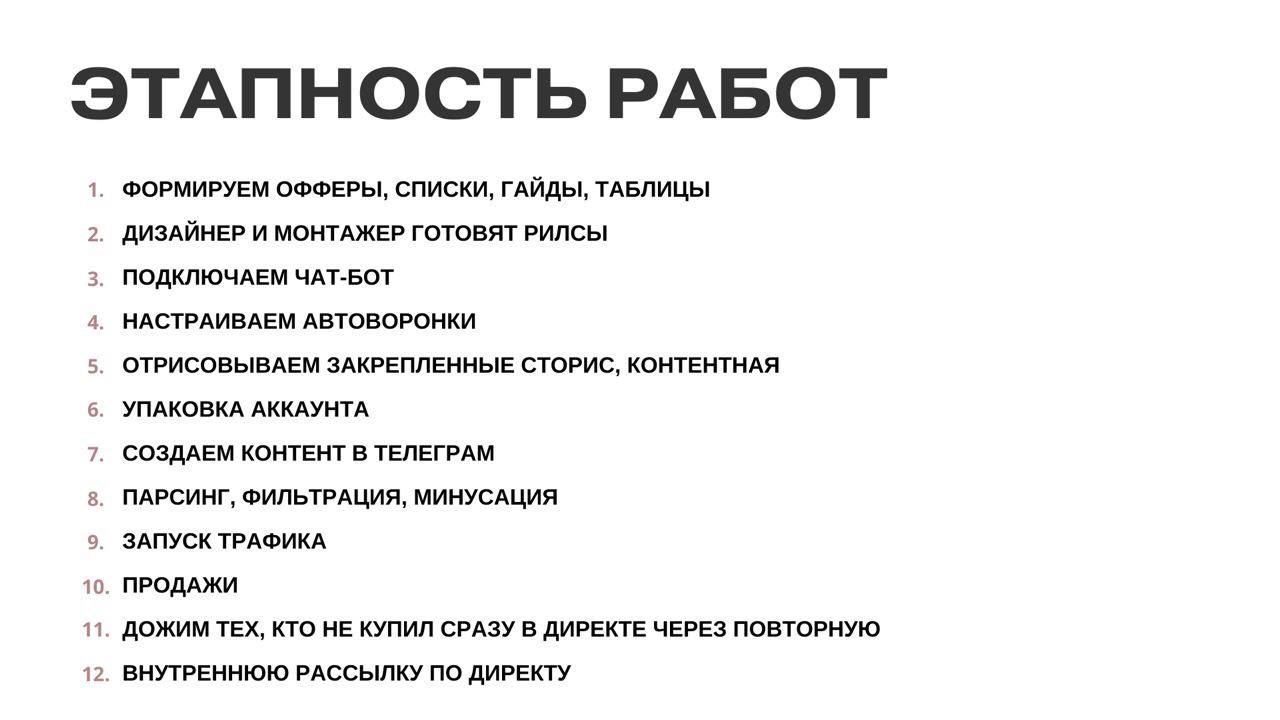 ЭТАПНОСТЬ РАБОТ
1. ФОРМИРУЕМ ОФФЕРЫ, СПИСКИ, ГАЙДЫ, ТАБЛИЦЫ
2. ДИЗАЙНЕР И МОНТАЖЕР ГОТОВЯТ РИЛСЫ
3. ПОДКЛЮЧАЕМ ЧАТ-БОТ
4. НАСТРАИВАЕМ АВТОВОРОНКИ
5. ОТРИСОВЫВАЕМ ЗАКРЕПЛЕННЫЕ СТОРИС, КОНТЕНТНАЯ
6. УПАКОВКА АККАУНТА
7. СОЗДАЕМ КОНТЕНТ В ТЕЛЕГРАМ
8. ПАРСИНГ, ФИЛЬТРАЦИЯ, МИНУСАЦИЯ
9. ЗАПУСК ТРАФИКА
10. ПРОДАЖИ
11. ДОЖИМ ТЕХ, КТО НЕ КУПИЛ СРАЗУ В ДИРЕКТЕ ЧЕРЕЗ ПОВТОРНУЮ
12. ВНУТРЕННЮЮ РАССЫЛКУ ПО ДИРЕКТУ